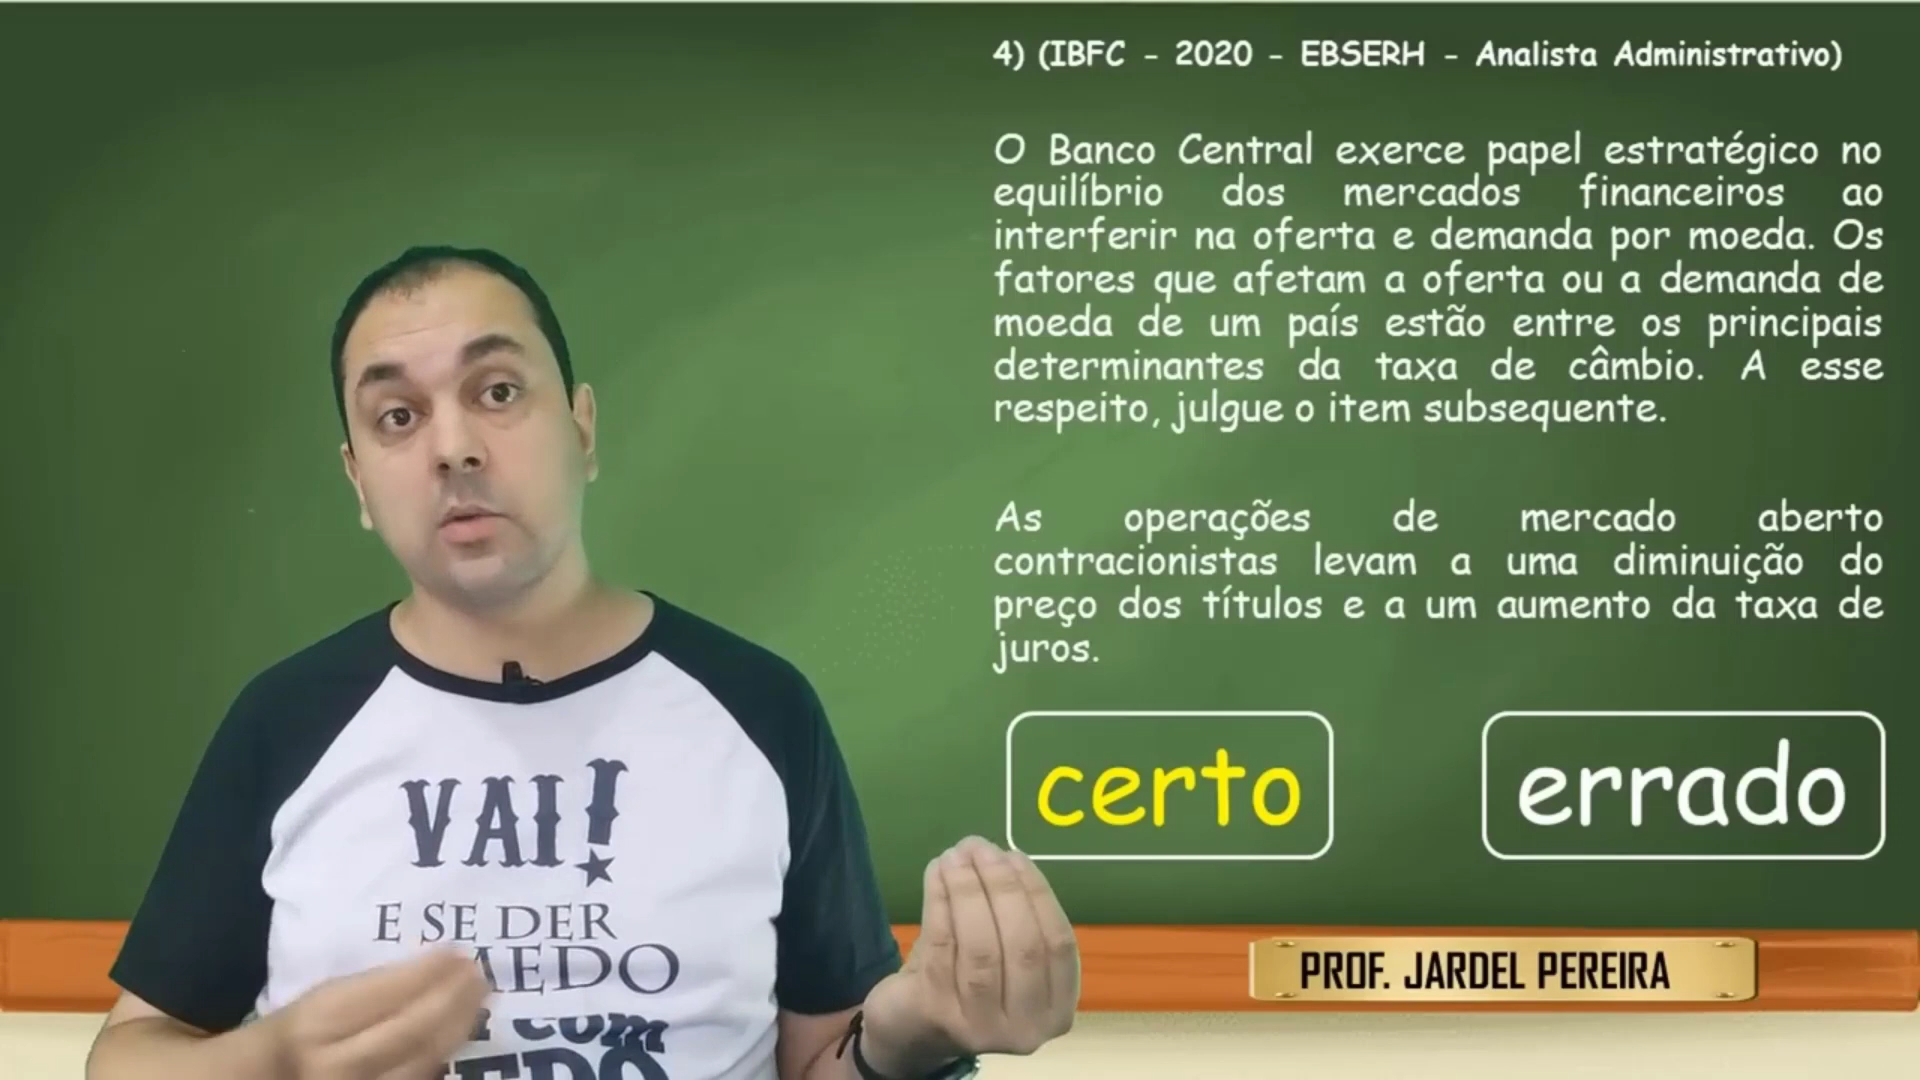 4) (IBFC - 2020 - EBSERH - Analista Administrativo)
O Banco Central exerce papel estratégico no
equilíbrio dos mercados financeiros ao
interferir na oferta e demanda por moeda. Os
fatores que afetam a oferta ou a demanda de
moeda de um país estão entre os principais
determinantes da taxa de câmbio. A esse
respeito, julgue o item subsequente.
As operações de mercado aberto
contracionistas levam a uma diminuição do
preço dos títulos e a um aumento da taxa de
juros.
certo errado
PROF. JARDEL PEREIRA
VAI!
E SE DER
MEDO
com